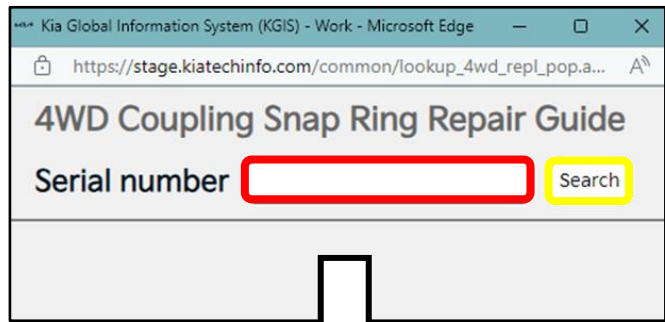 Kia Global Information System (KGIS) - Work - Microsoft Edge
https://stage.kiatechinfo.com/common/lookup_4wd_repl_pop.a...
4WD Coupling Snap Ring Repair Guide
Serial number Search